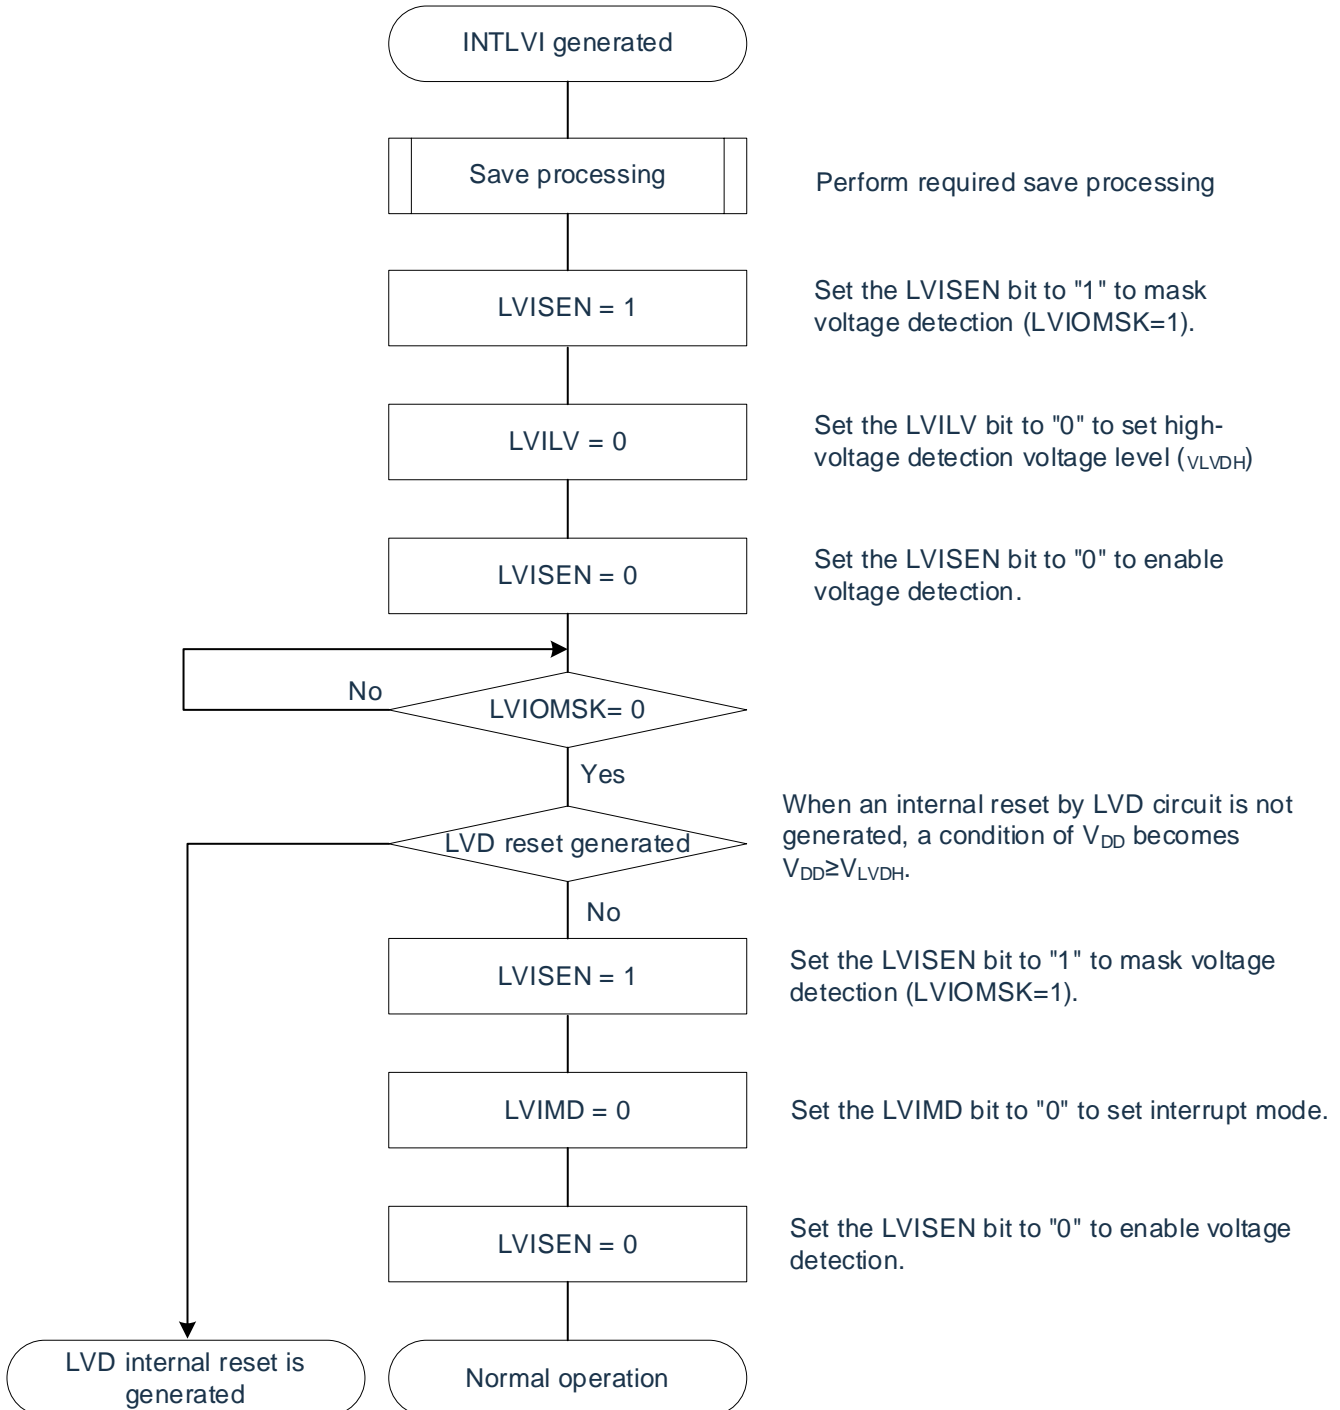 INTLVI generated
Save processing
Perform required save processing
LVISEN = 1
Set the LVISEN bit to "1" to mask
voltage detection (LVIOMSK=1).
LVILV = 0
Set the LVILV bit to "0" to set high-
voltage detection voltage level (VLVDH)
LVISEN = 0
Set the LVISEN bit to "0" to enable
voltage detection.
No
LVIOMSK= 0
Yes
LVD reset generated
When an internal reset by LVD circuit is not
generated, a condition of VDD becomes
VDD≥VLVDH.
No
LVISEN = 1
Set the LVISEN bit to "1" to mask voltage
detection (LVIOMSK=1).
LVIMD = 0
Set the LVIMD bit to "0" to set interrupt mode.
LVISEN = 0
Set the LVISEN bit to "0" to enable voltage
detection.
LVD internal reset is
generated
Normal operation